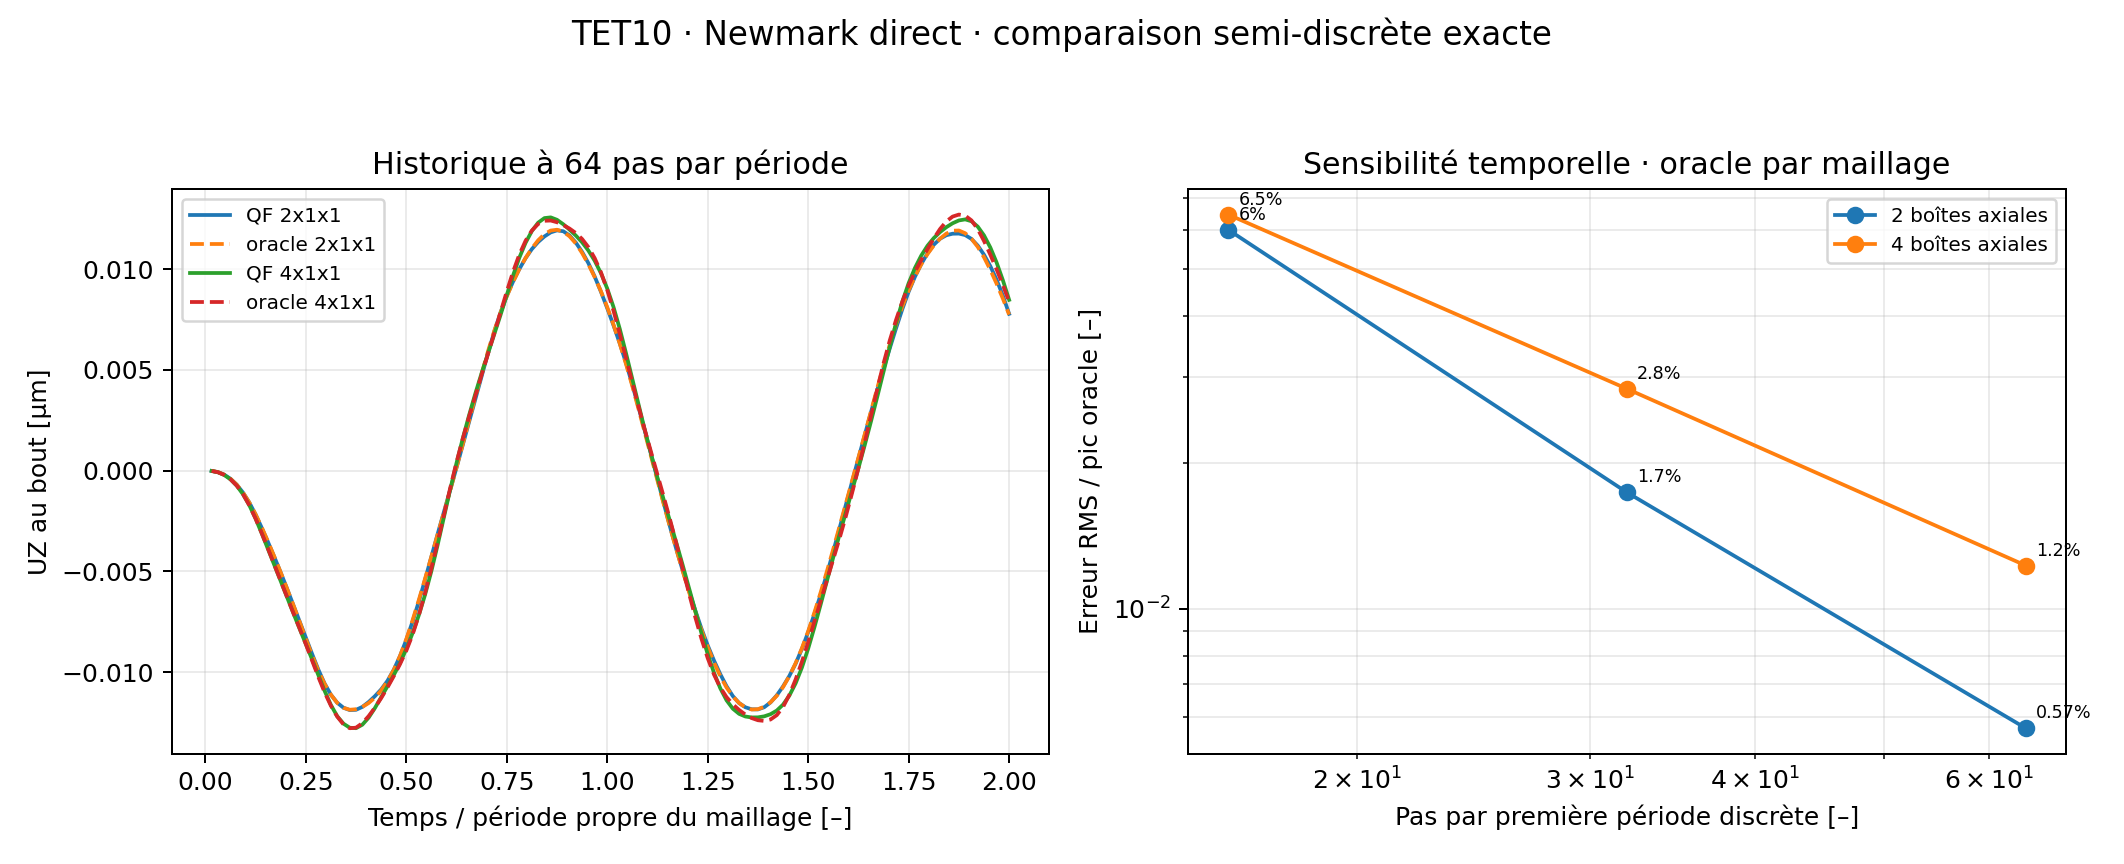 TET10 · Newmark direct · comparaison semi-discrète exacte
Historique à 64 pas par période
QF 2x1x1
oracle 2x1x1
QF 4x1x1
oracle 4x1x1
0.010
0.005
0.000
−0.005
−0.010
UZ au bout [µm]
0.00 0.25 0.50 0.75 1.00 1.25 1.50 1.75 2.00
Temps / période propre du maillage [–]
Sensibilité temporelle · oracle par maillage
2 boîtes axiales
4 boîtes axiales
6.5%
6%
2.8%
1.7%
1.2%
0.57%
10⁻²
Erreur RMS / pic oracle [–]
2 × 10¹ 3 × 10¹ 4 × 10¹ 6 × 10¹
Pas par première période discrète [–]